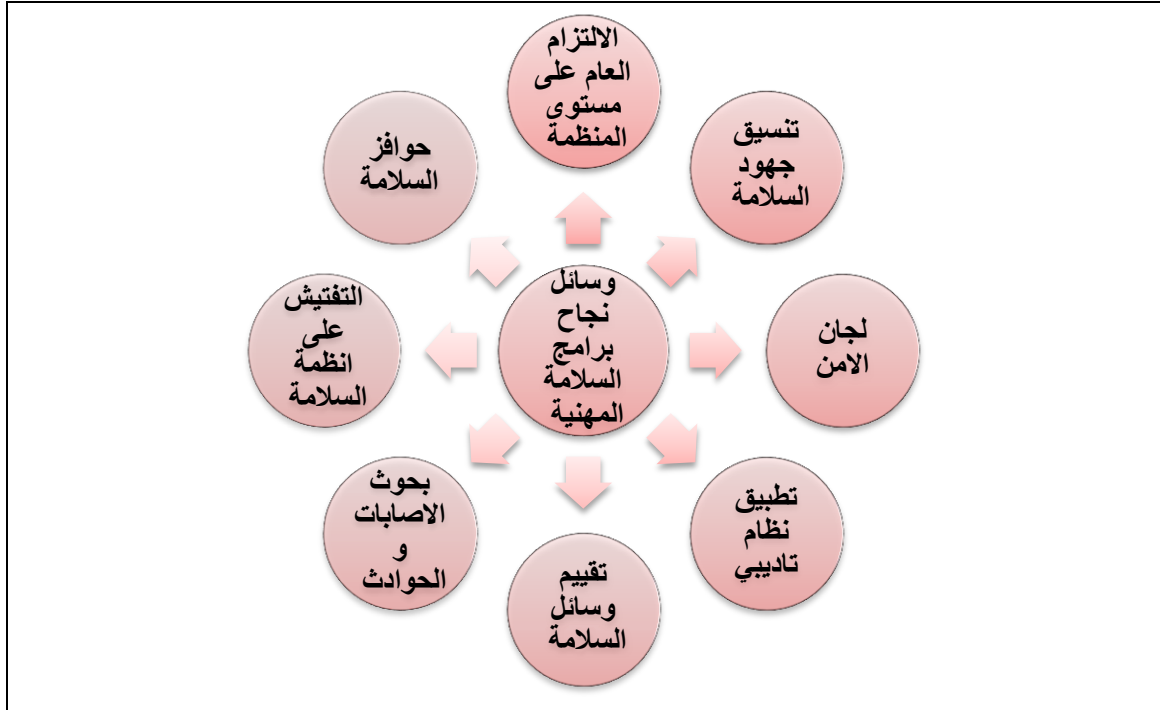 الالتزام
العام على
مستوى
المنظمة
تنسيق
جهود
السلامة
لجان
الامن
تطبيق
نظام
تاديبي
تقييم
وسائل
السلامة
بحوث
الاصابات
و
الحوادث
التفتيش
على
انظمة
السلامة
حوافز
السلامة
وسائل
نجاح
برامج
السلامة
المهنية